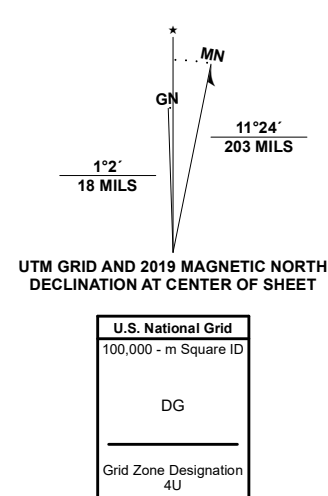 ★
MN
GN
11°24´
203 MILS
1°2´
18 MILS
UTM GRID AND 2019 MAGNETIC NORTH
DECLINATION AT CENTER OF SHEET
U.S. National Grid
100,000 - m Square ID
DG
Grid Zone Designation
4U